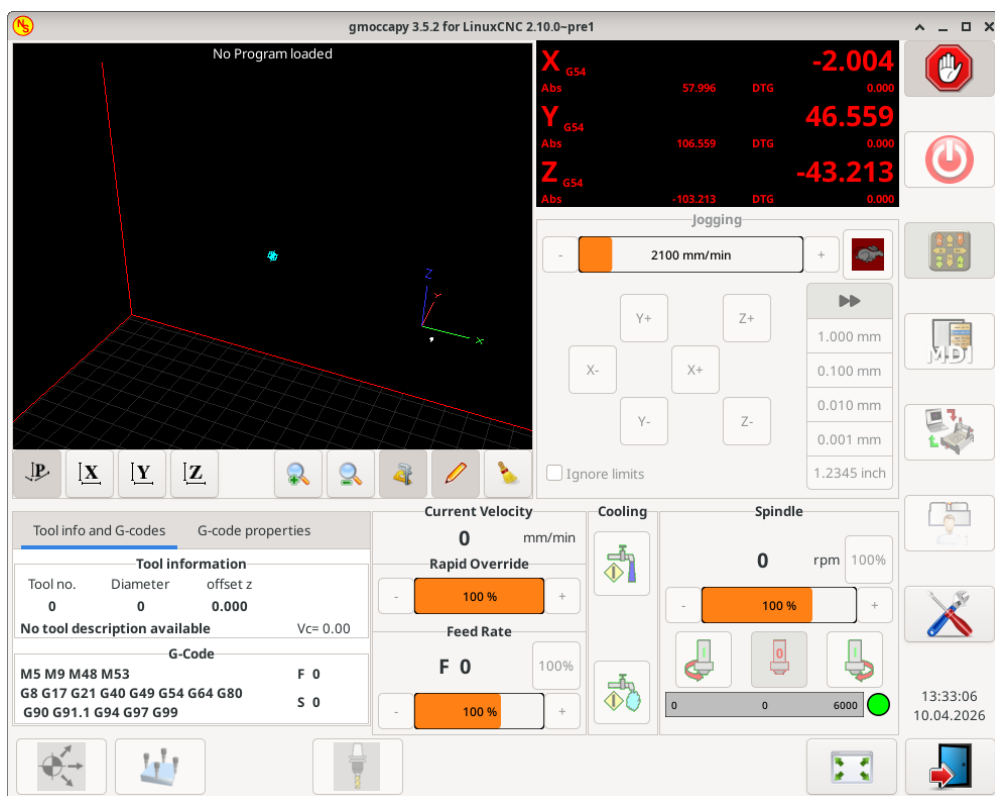 gmoccapy 3.5.2 for LinuxCNC 2.10.0~pre1
No Program loaded
X G54 -2.004
Abs 57.996 DTG 0.000
Y G54 46.559
Abs 106.559 DTG 0.000
Z G54 -43.213
Abs -103.213 DTG 0.000
Jogging
- 2100 mm/min +
Y+ Z+
1.000 mm
X- X+
0.100 mm
0.010 mm
Y- Z-
0.001 mm
Ignore limits
1.2345 inch
MDI
Z
Y
X
P X Y Z
Tool info and G-codes G-code properties
Tool information
Tool no. Diameter offset z
0 0 0.000
No tool description available Vc= 0.00
G-Code
M5 M9 M48 M53 F 0
G8 G17 G21 G40 G49 G54 G64 G80
G90 G91.1 G94 G97 G99 S 0
Current Velocity
0 mm/min
Rapid Override
- 100 % +
Feed Rate
F 0 100%
- 100 % +
Cooling
Spindle
0 rpm 100%
- 100 % +
I 0 I
0 0 6000
13:33:06
10.04.2026